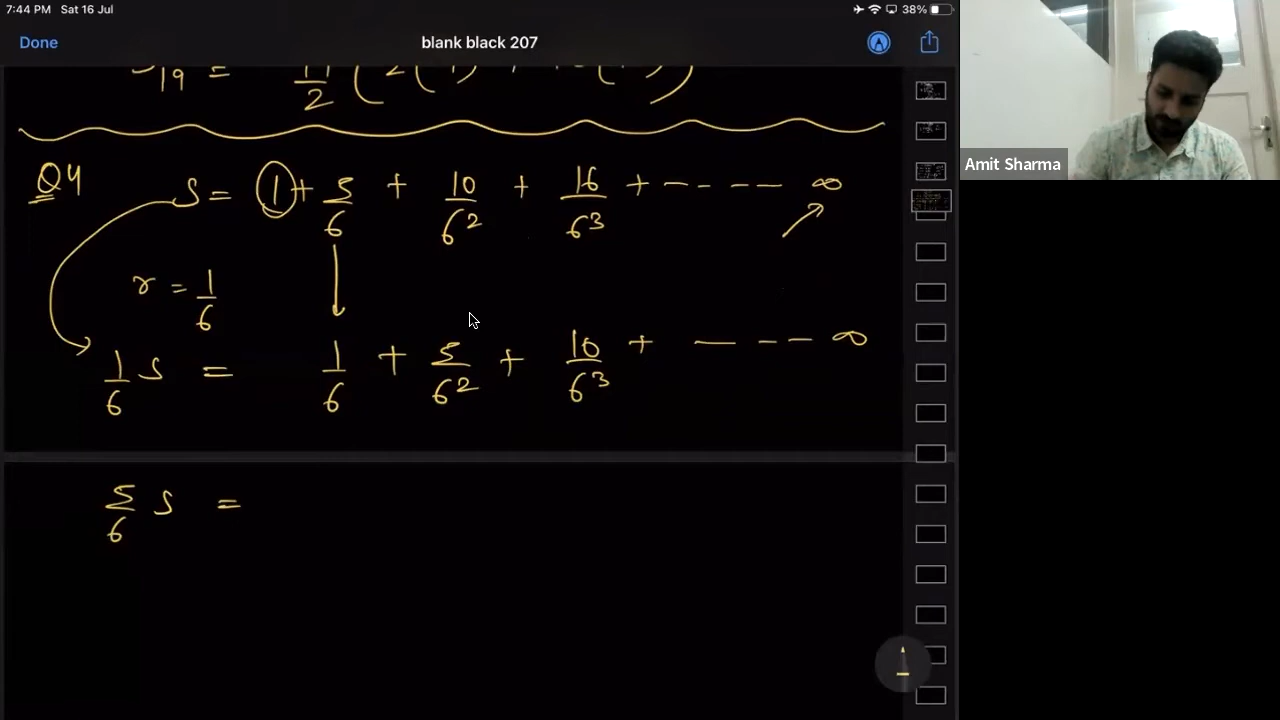 7:44 PM Sat 16 Jul 38%
Done blank black 207
Amit Sharma
Q4 S = 1 + 5/6 + 10/6² + 16/6³ + ---- ∞
r = 1/6
1/6 S = 1/6 + 5/6² + 10/6³ + --- ∞
5/6 S =